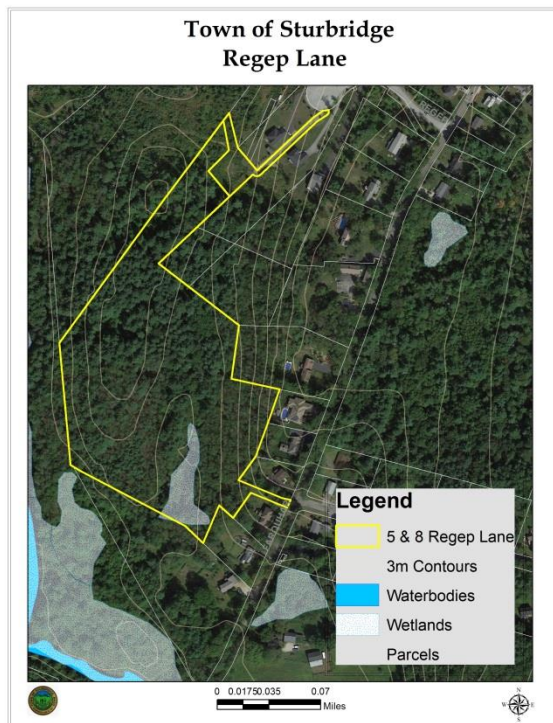 Town of Sturbridge
Regep Lane
REGEP
Legend
5 & 8 Regep Lane
3m Contours
Waterbodies
Wetlands
Parcels
0 0.0175 0.035 0.07
Miles
N
W E
S